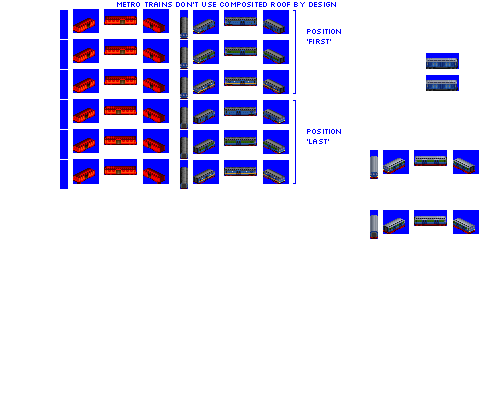 METRO TRAINS DON'T USE COMPOSITED ROOF BY DESIGN
POSITION
'FIRST'
POSITION
'LAST'